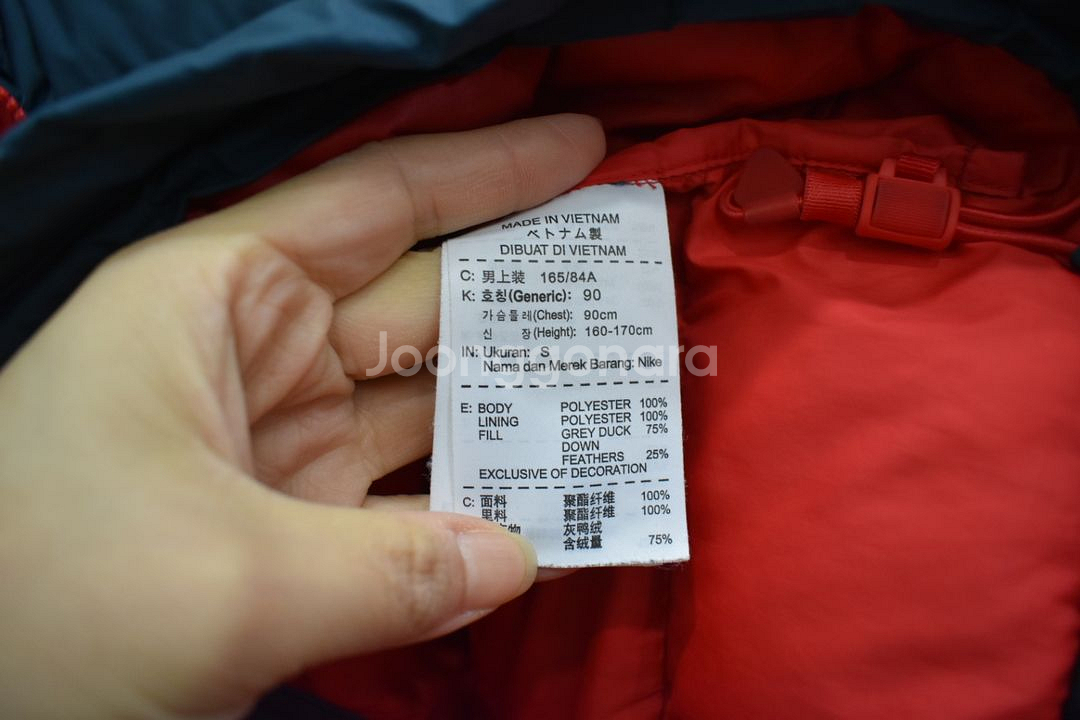 MADE IN VIETNAM
ベトナム製
DIBUAT DI VIETNAM
C: 男上装 165/84A
K: 호칭(Generic): 90
가슴둘레(Chest): 90cm
신 장(Height): 160-170cm
IN: Ukuran: S
Nama dan Merek Barang: Nike
Joonggonara
E: BODY POLYESTER 100%
LINING POLYESTER 100%
FILL GREY DUCK 75%
DOWN
FEATHERS 25%
EXCLUSIVE OF DECORATION
C: 面料 聚酯纤维 100%
里料 聚酯纤维 100%
灰鸭绒
含绒量 75%